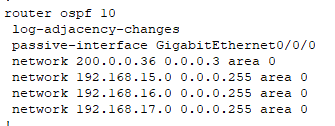 router ospf 10
log-adjacency-changes
passive-interface GigabitEthernet0/0/0
network 200.0.0.36 0.0.0.3 area 0
network 192.168.15.0 0.0.0.255 area 0
network 192.168.16.0 0.0.0.255 area 0
network 192.168.17.0 0.0.0.255 area 0
!